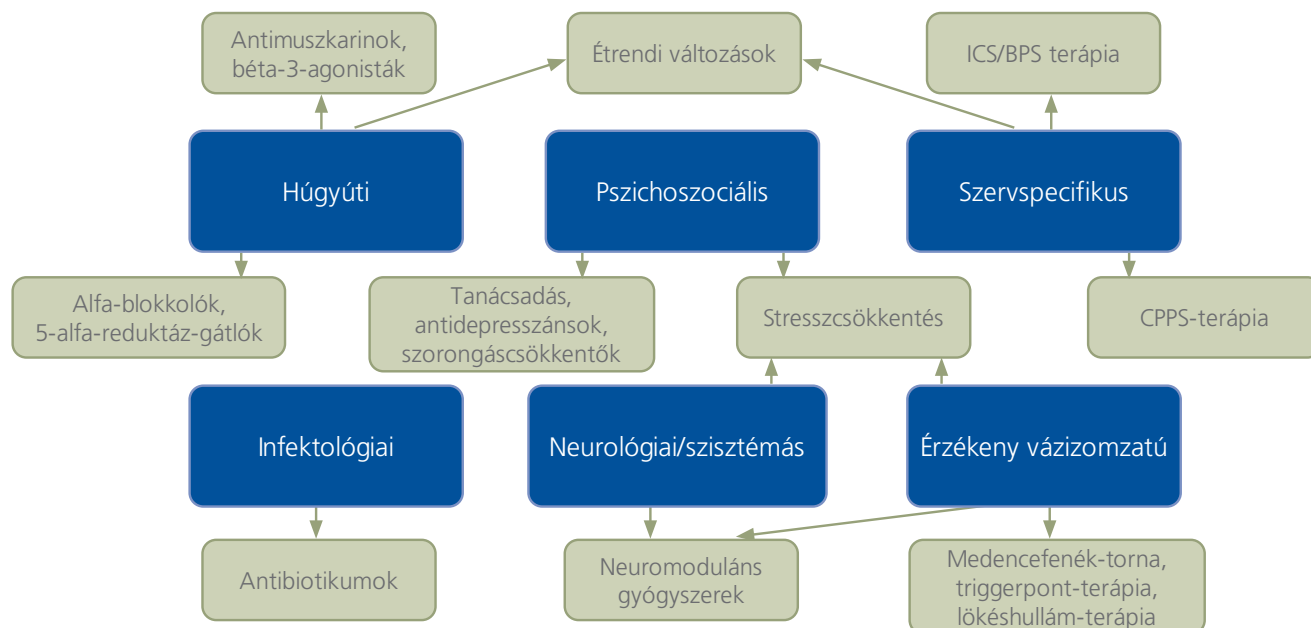 Antimuszkarinok,
béta-3-agonisták
Étrendi változások
ICS/BPS terápia
Húgyúti
Pszichoszociális
Szervspecifikus
Alfa-blokkolók,
5-alfa-reduktáz-gátlók
Tanácsadás,
antidepresszánsok,
szorongáscsökkentők
Stresszcsökkentés
CPPS-terápia
Infektológiai
Neurológiai/szisztémás
Érzékeny vázizomzatú
Antibiotikumok
Neuromoduláns
gyógyszerek
Medencefenék-torna,
triggerpont-terápia,
lökéshullám-terápia